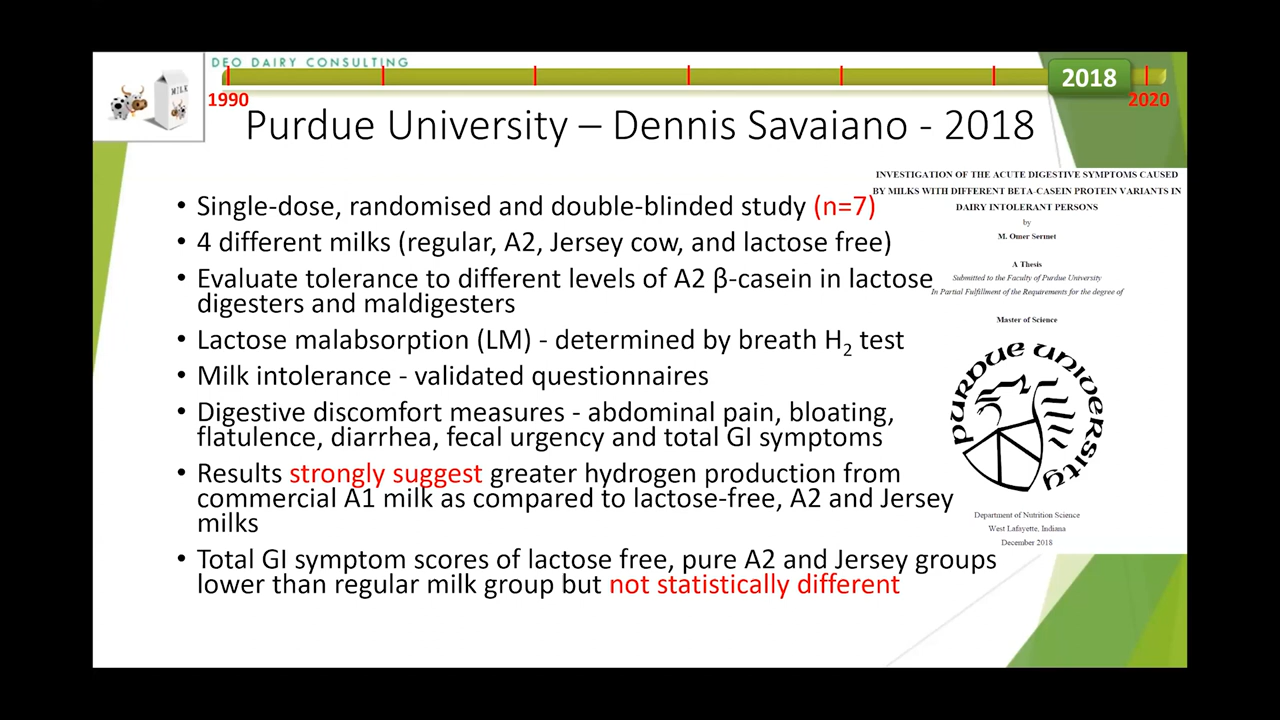 DEO DAIRY CONSULTING
MILK
1990
2018
2020
Purdue University – Dennis Savaiano - 2018
• Single-dose, randomised and double-blinded study (n=7)
• 4 different milks (regular, A2, Jersey cow, and lactose free)
• Evaluate tolerance to different levels of A2 β-casein in lactose
digesters and maldigesters
• Lactose malabsorption (LM) - determined by breath H₂ test
• Milk intolerance - validated questionnaires
• Digestive discomfort measures - abdominal pain, bloating,
flatulence, diarrhea, fecal urgency and total GI symptoms
• Results strongly suggest greater hydrogen production from
commercial A1 milk as compared to lactose-free, A2 and Jersey
milks
• Total GI symptom scores of lactose free, pure A2 and Jersey groups
lower than regular milk group but not statistically different
INVESTIGATION OF THE ACUTE DIGESTIVE SYMPTOMS CAUSED
BY MILKS WITH DIFFERENT BETA-CASEIN PROTEIN VARIANTS IN
DAIRY INTOLERANT PERSONS
by
M. Omer Sermet
A Thesis
Submitted to the Faculty of Purdue University
In Partial Fulfillment of the Requirements for the degree of
Master of Science
PURDUE UNIVERSITY
Department of Nutrition Science
West Lafayette, Indiana
December 2018